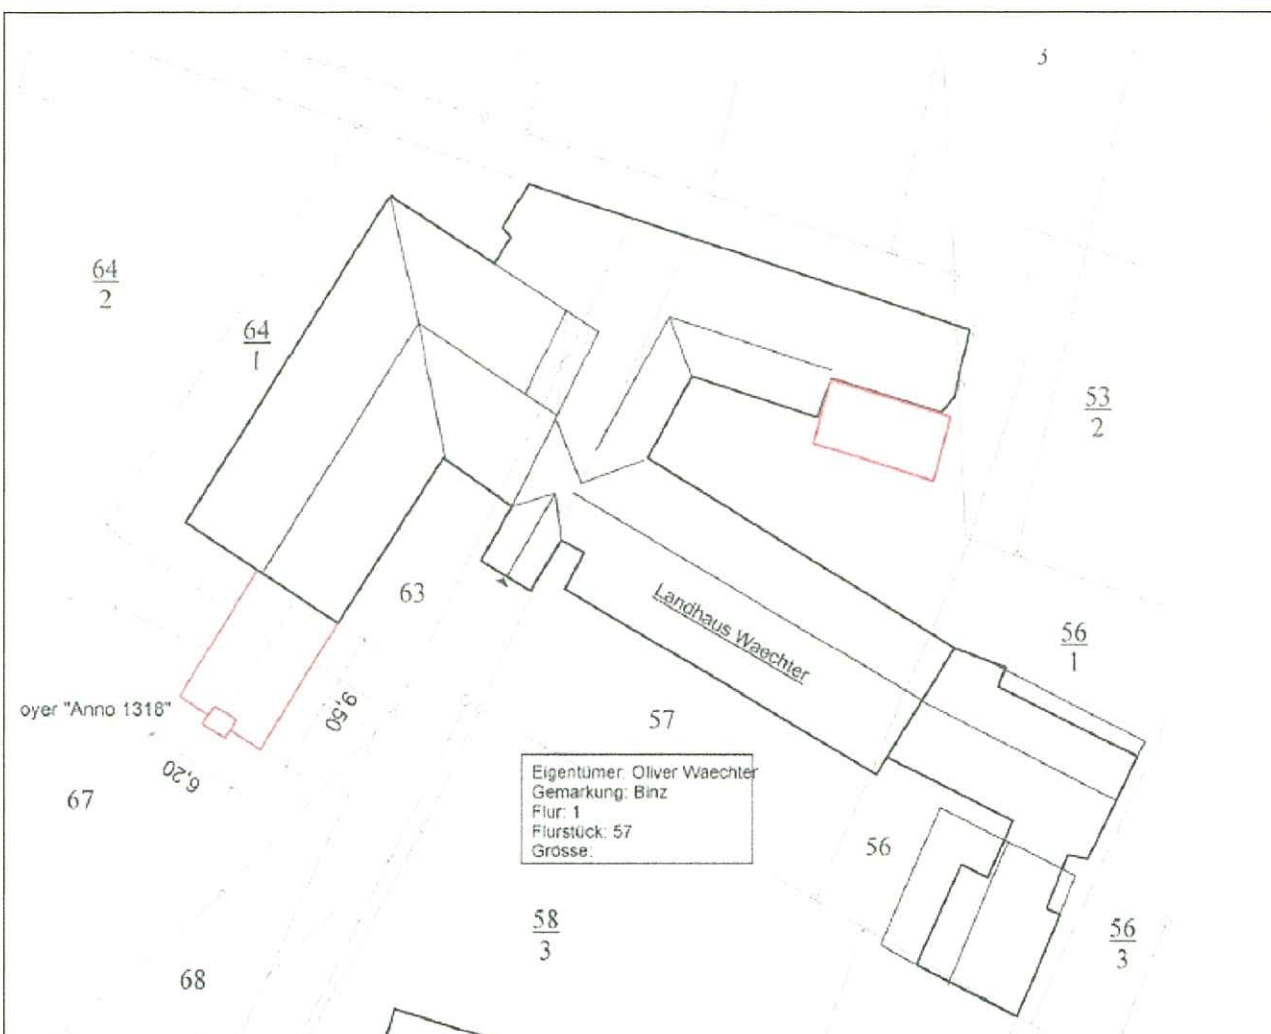 3
64
2
64
1
53
2
63
Landhaus Waechter
56
1
oyer "Anno 1318"
9,50
57
6,20
67
Eigentümer: Oliver Waechter
Gemarkung: Binz
Flur: 1
Flurstück: 57
Grösse:
56
58
3
56
3
68